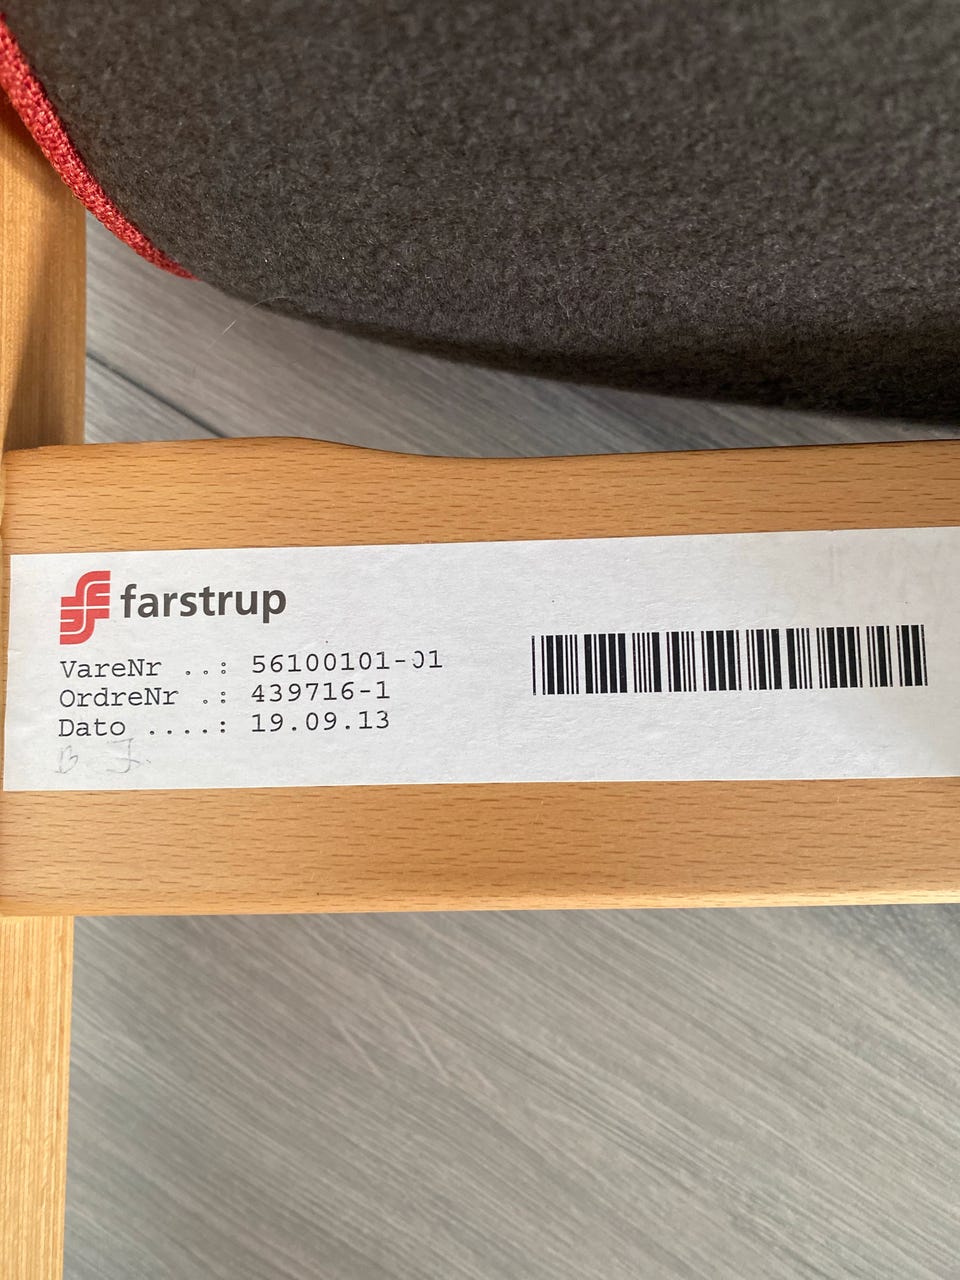 farstrup
VareNr ..: 56100101-01
OrdreNr .: 439716-1
Dato ....: 19.09.13